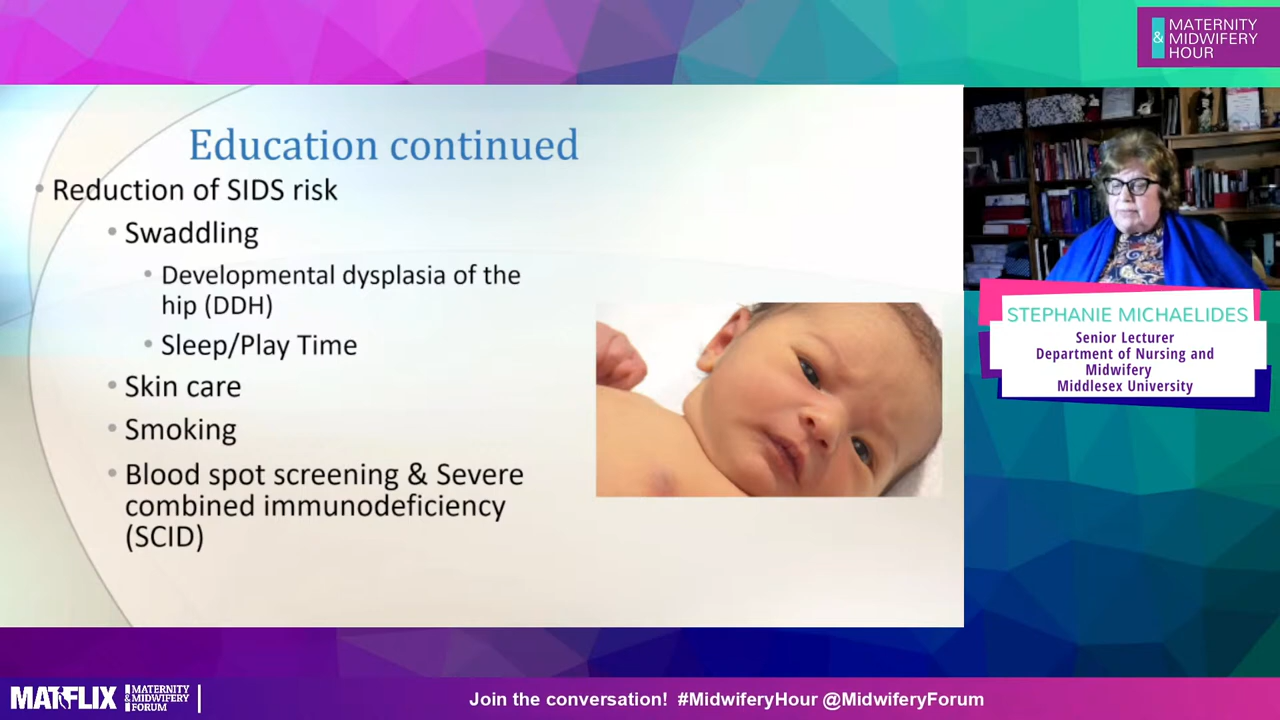 MATERNITY
& MIDWIFERY
HOUR
Education continued
Reduction of SIDS risk
Swaddling
Developmental dysplasia of the
hip (DDH)
Sleep/Play Time
Skin care
Smoking
Blood spot screening & Severe
combined immunodeficiency
(SCID)
STEPHANIE MICHAELIDES
Senior Lecturer
Department of Nursing and
Midwifery
Middlesex University
MATFLIX
MATERNITY
& MIDWIFERY
FORUM
Join the conversation! #MidwiferyHour @MidwiferyForum